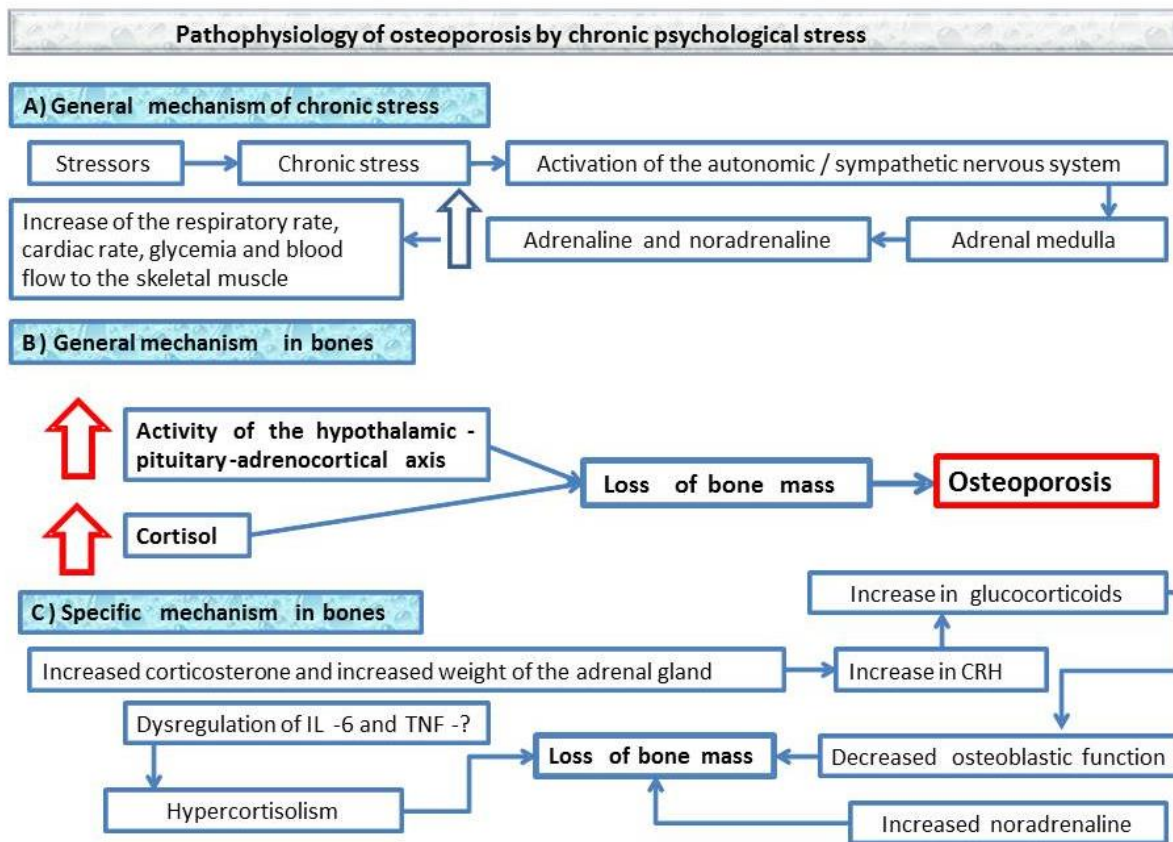 Pathophysiology of osteoporosis by chronic psychological stress
A) General mechanism of chronic stress
Stressors
Chronic stress
Activation of the autonomic / sympathetic nervous system
Increase of the respiratory rate,
cardiac rate, glycemia and blood
flow to the skeletal muscle
Adrenaline and noradrenaline
Adrenal medulla
B) General mechanism in bones
Activity of the hypothalamic -
pituitary-adrenocortical axis
Loss of bone mass
Osteoporosis
Cortisol
C) Specific mechanism in bones
Increase in glucocorticoids
Increased corticosterone and increased weight of the adrenal gland
Increase in CRH
Dysregulation of IL -6 and TNF -?
Loss of bone mass
Decreased osteoblastic function
Hypercortisolism
Increased noradrenaline